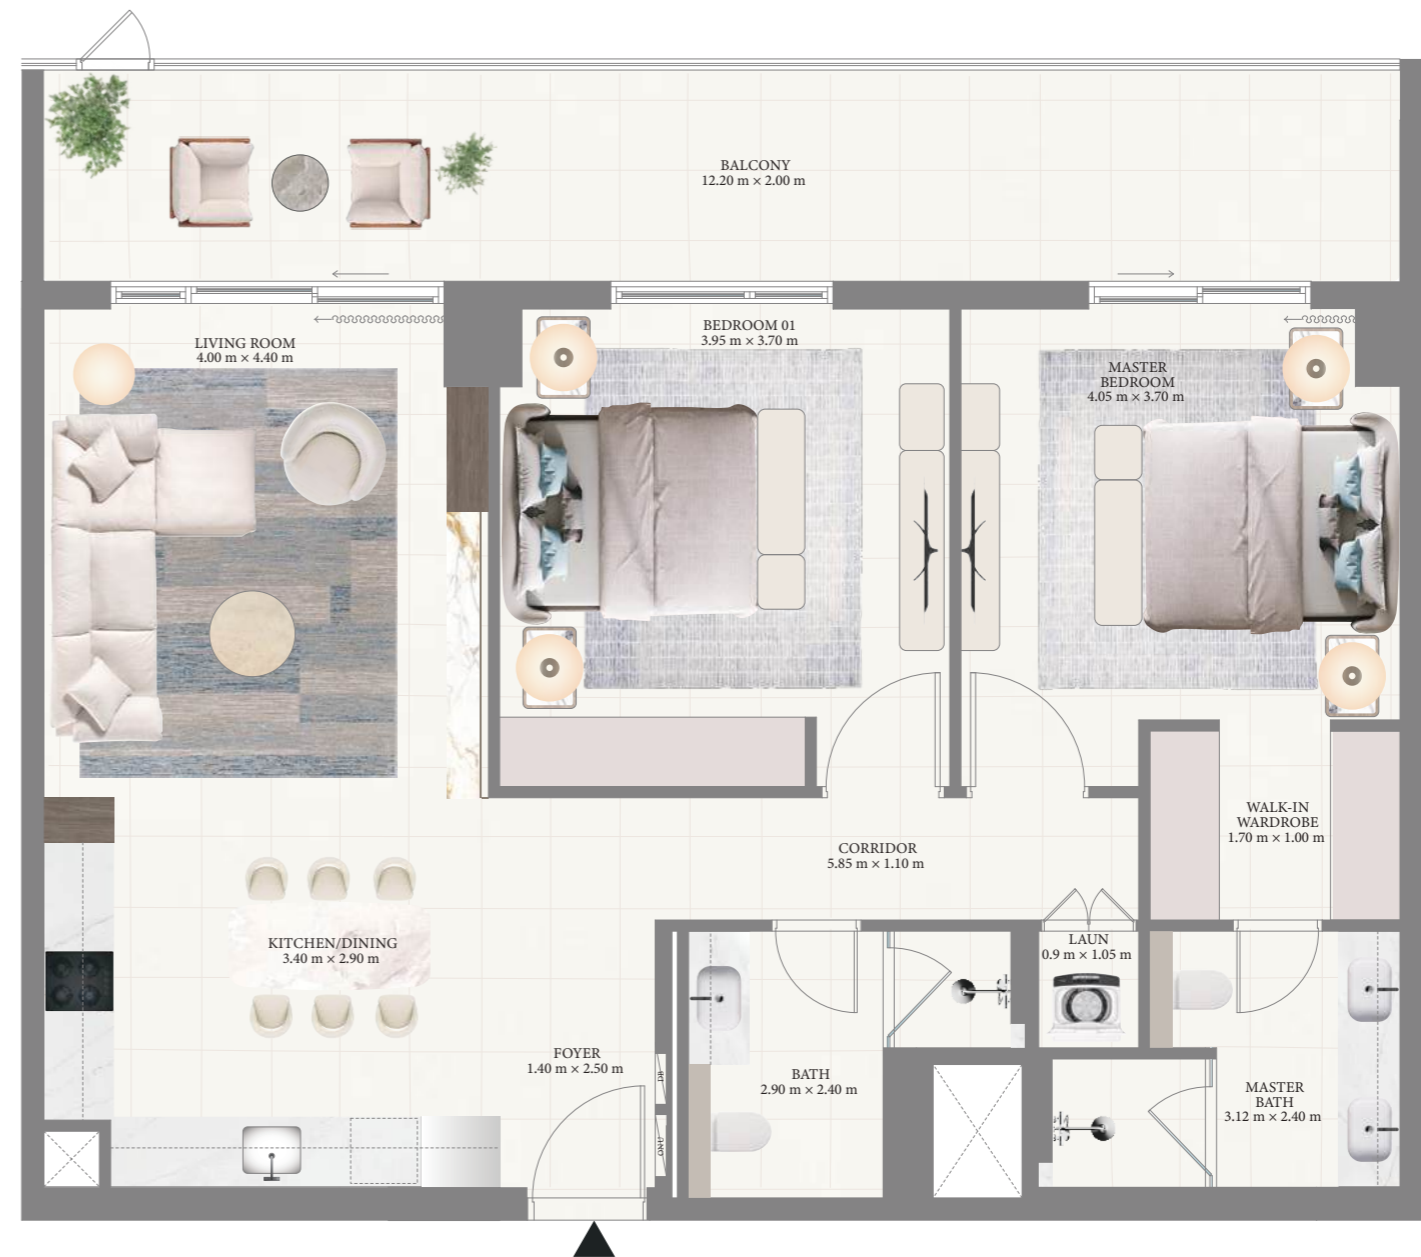 BALCONY
12.20 m × 2.00 m
LIVING ROOM
4.00 m × 4.40 m
BEDROOM 01
3.95 m × 3.70 m
MASTER
BEDROOM
4.05 m × 3.70 m
WALK-IN
WARDROBE
1.70 m × 1.00 m
CORRIDOR
5.85 m × 1.10 m
KITCHEN/DINING
3.40 m × 2.90 m
LAUN
0.9 m × 1.05 m
FOYER
1.40 m × 2.50 m
DB
ONU
BATH
2.90 m × 2.40 m
MASTER
BATH
3.12 m × 2.40 m